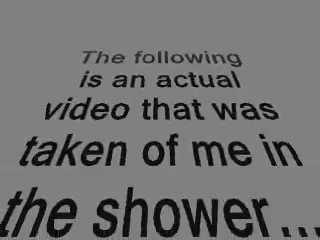 The following
is an actual
video that was
taken of me in
the shower...